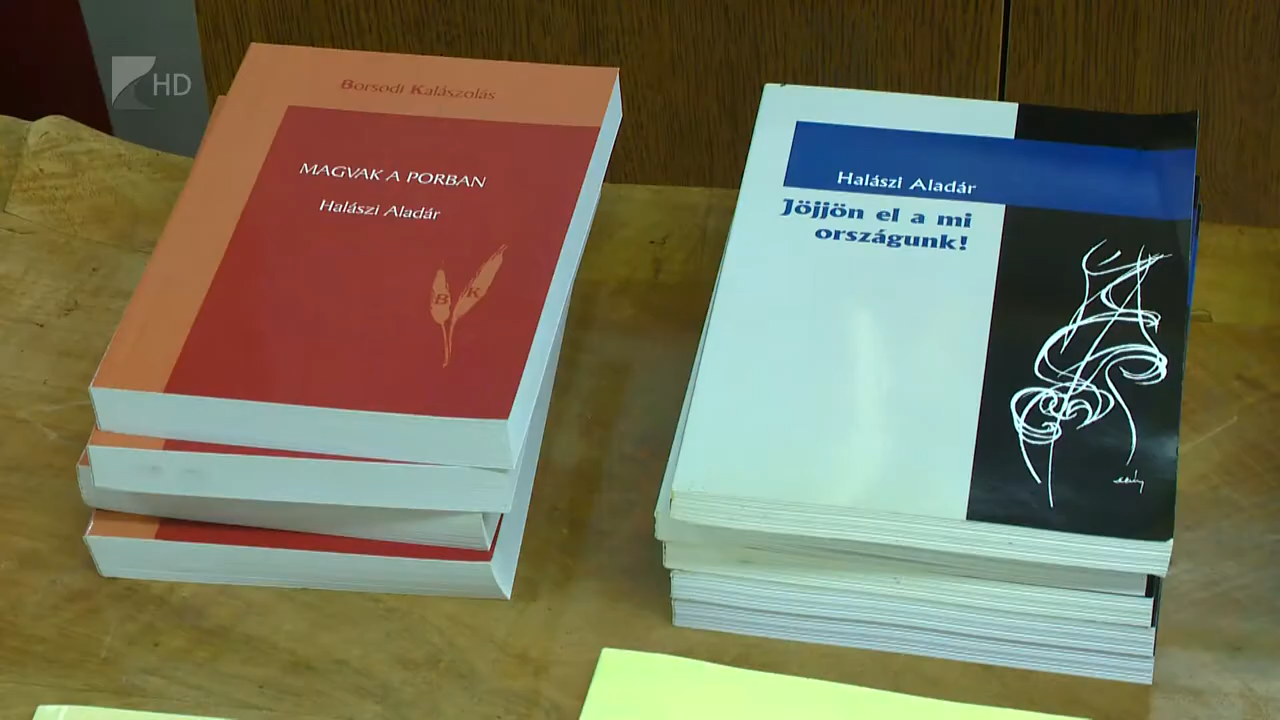 HD
Borsodi Kalászolás
MAGVAK A PORBAN
Halászi Aladár
B K
Halászi Aladár
Jöjjön el a mi
országunk!